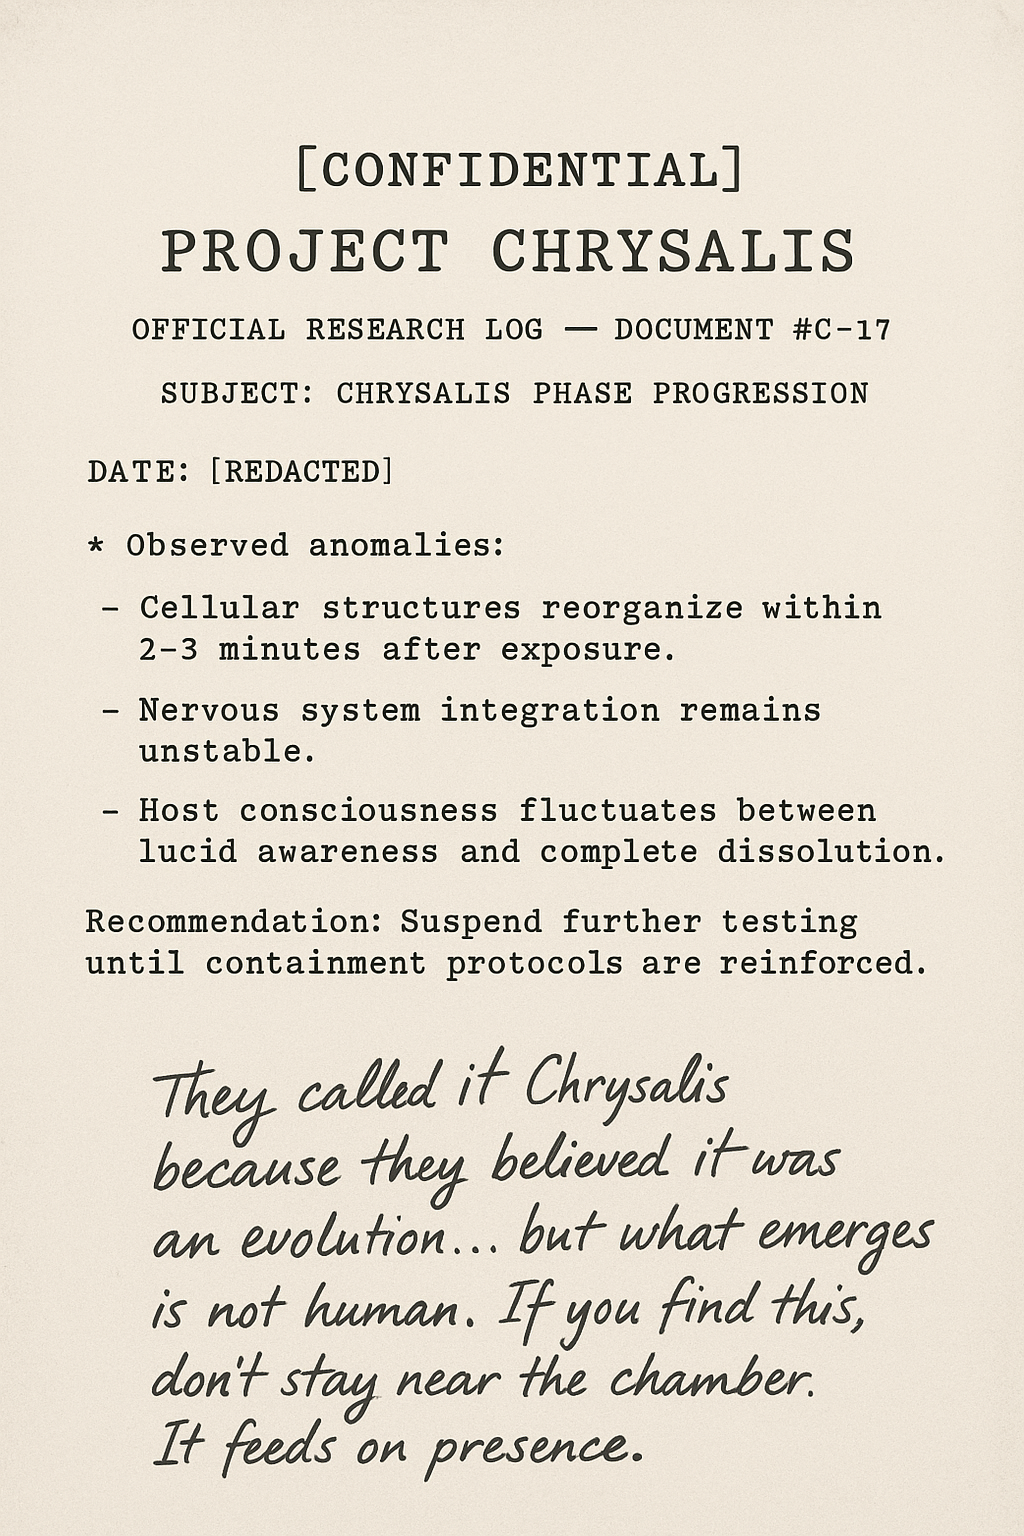 [CONFIDENTIAL]
PROJECT CHRYSALIS
OFFICIAL RESEARCH LOG — DOCUMENT #C-17
SUBJECT: CHRYSALIS PHASE PROGRESSION
DATE: [REDACTED]
* Observed anomalies:
– Cellular structures reorganize within
2–3 minutes after exposure.
– Nervous system integration remains
unstable.
– Host consciousness fluctuates between
lucid awareness and complete dissolution.
Recommendation: Suspend further testing
until containment protocols are reinforced.
They called it Chrysalis
because they believed it was
an evolution... but what emerges
is not human. If you find this,
don't stay near the chamber.
It feeds on presence.